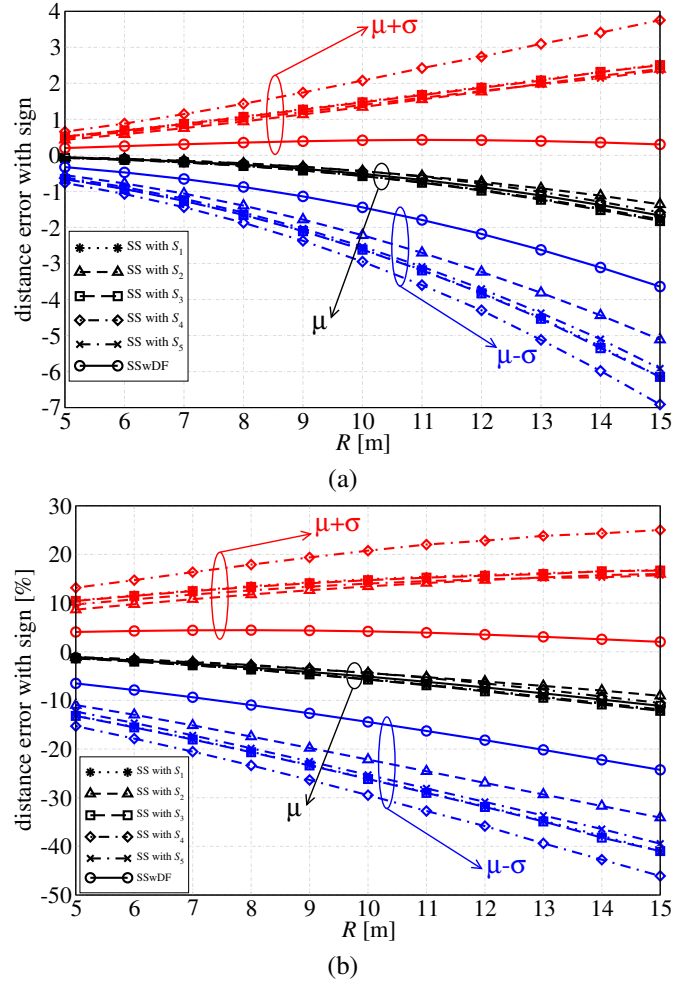 4
3
2
1
0
-1
-2
-3
-4
-5
-6
-7
distance error with sign
μ+σ
μ
μ-σ
SS with S1
SS with S2
SS with S3
SS with S4
SS with S5
SSwDF
5 6 7 8 9 10 11 12 13 14 15
R [m]
(a)
30
20
10
0
-10
-20
-30
-40
-50
distance error with sign [%]
μ+σ
μ
μ-σ
SS with S1
SS with S2
SS with S3
SS with S4
SS with S5
SSwDF
5 6 7 8 9 10 11 12 13 14 15
R [m]
(b)